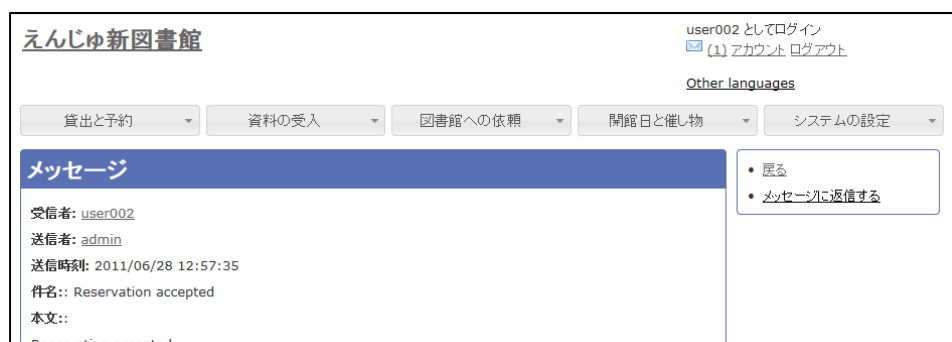 えんじゅ新図書館
user002 としてログイン
(1) アカウント ログアウト
Other languages
貸出と予約
資料の受入
図書館への依頼
開館日と催し物
システムの設定
メッセージ
受信者: user002
送信者: admin
送信時刻: 2011/06/28 12:57:35
件名:: Reservation accepted
本文::
• 戻る
• メッセージに返信する